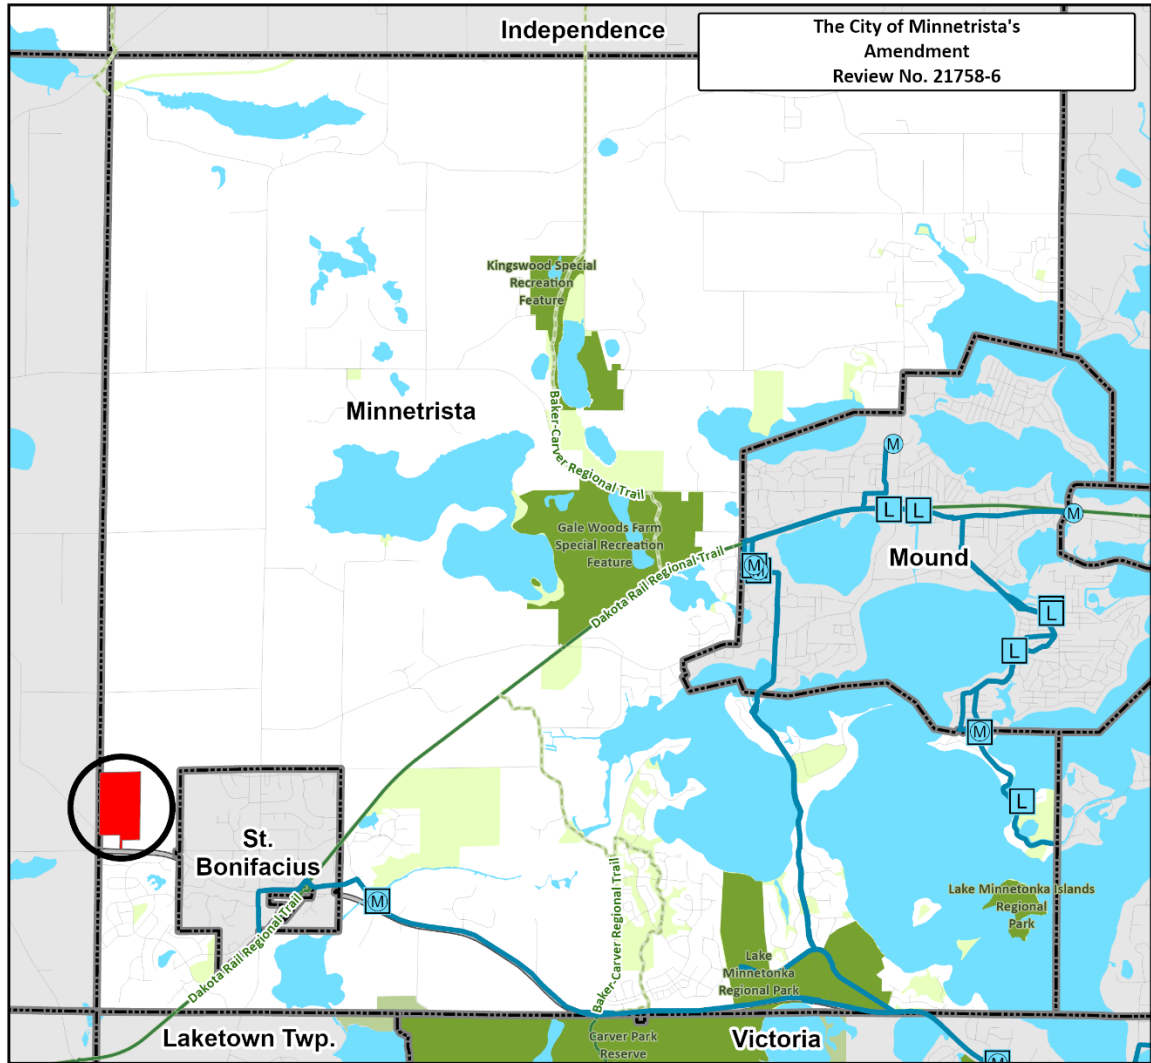 Independence
The City of Minnetrista's
Amendment
Review No. 21758-6
Kingswood Special
Recreation
Feature
Minnetrista
Baker-Carver Regional Trail
M
L L
M
Gale Woods Farm
Special Recreation
Feature
Mound
Dakota Rail Regional Trail
M
L
L
M
L
St.
Bonifacius
M
Dakota Rail Regional Trail
Baker-Carver Regional Trail
Lake Minnetonka Islands
Regional
Park
Lake
Minnetonka
Regional Park
Laketown Twp.
Carver Park
Reserve
Victoria
M